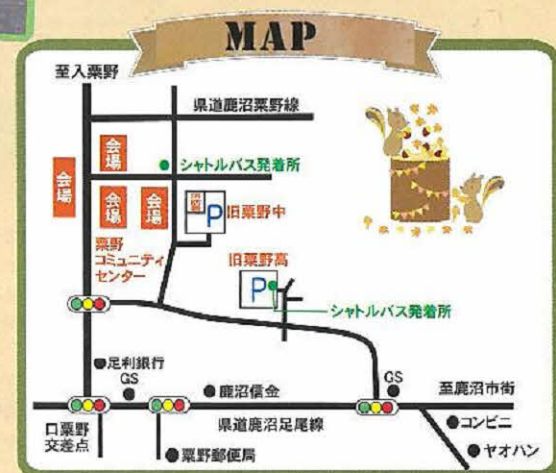 MAP
至入粟野
県道鹿沼粟野線
会場
シャトルバス発着所
会場
会場
会場
P
旧粟野中
粟野
コミュニティ
センター
旧粟野高
P
シャトルバス発着所
足利銀行
GS
鹿沼信金
GS
至鹿沼市街
口粟野
交差点
県道鹿沼足尾線
コンビニ
粟野郵便局
ヤオハン